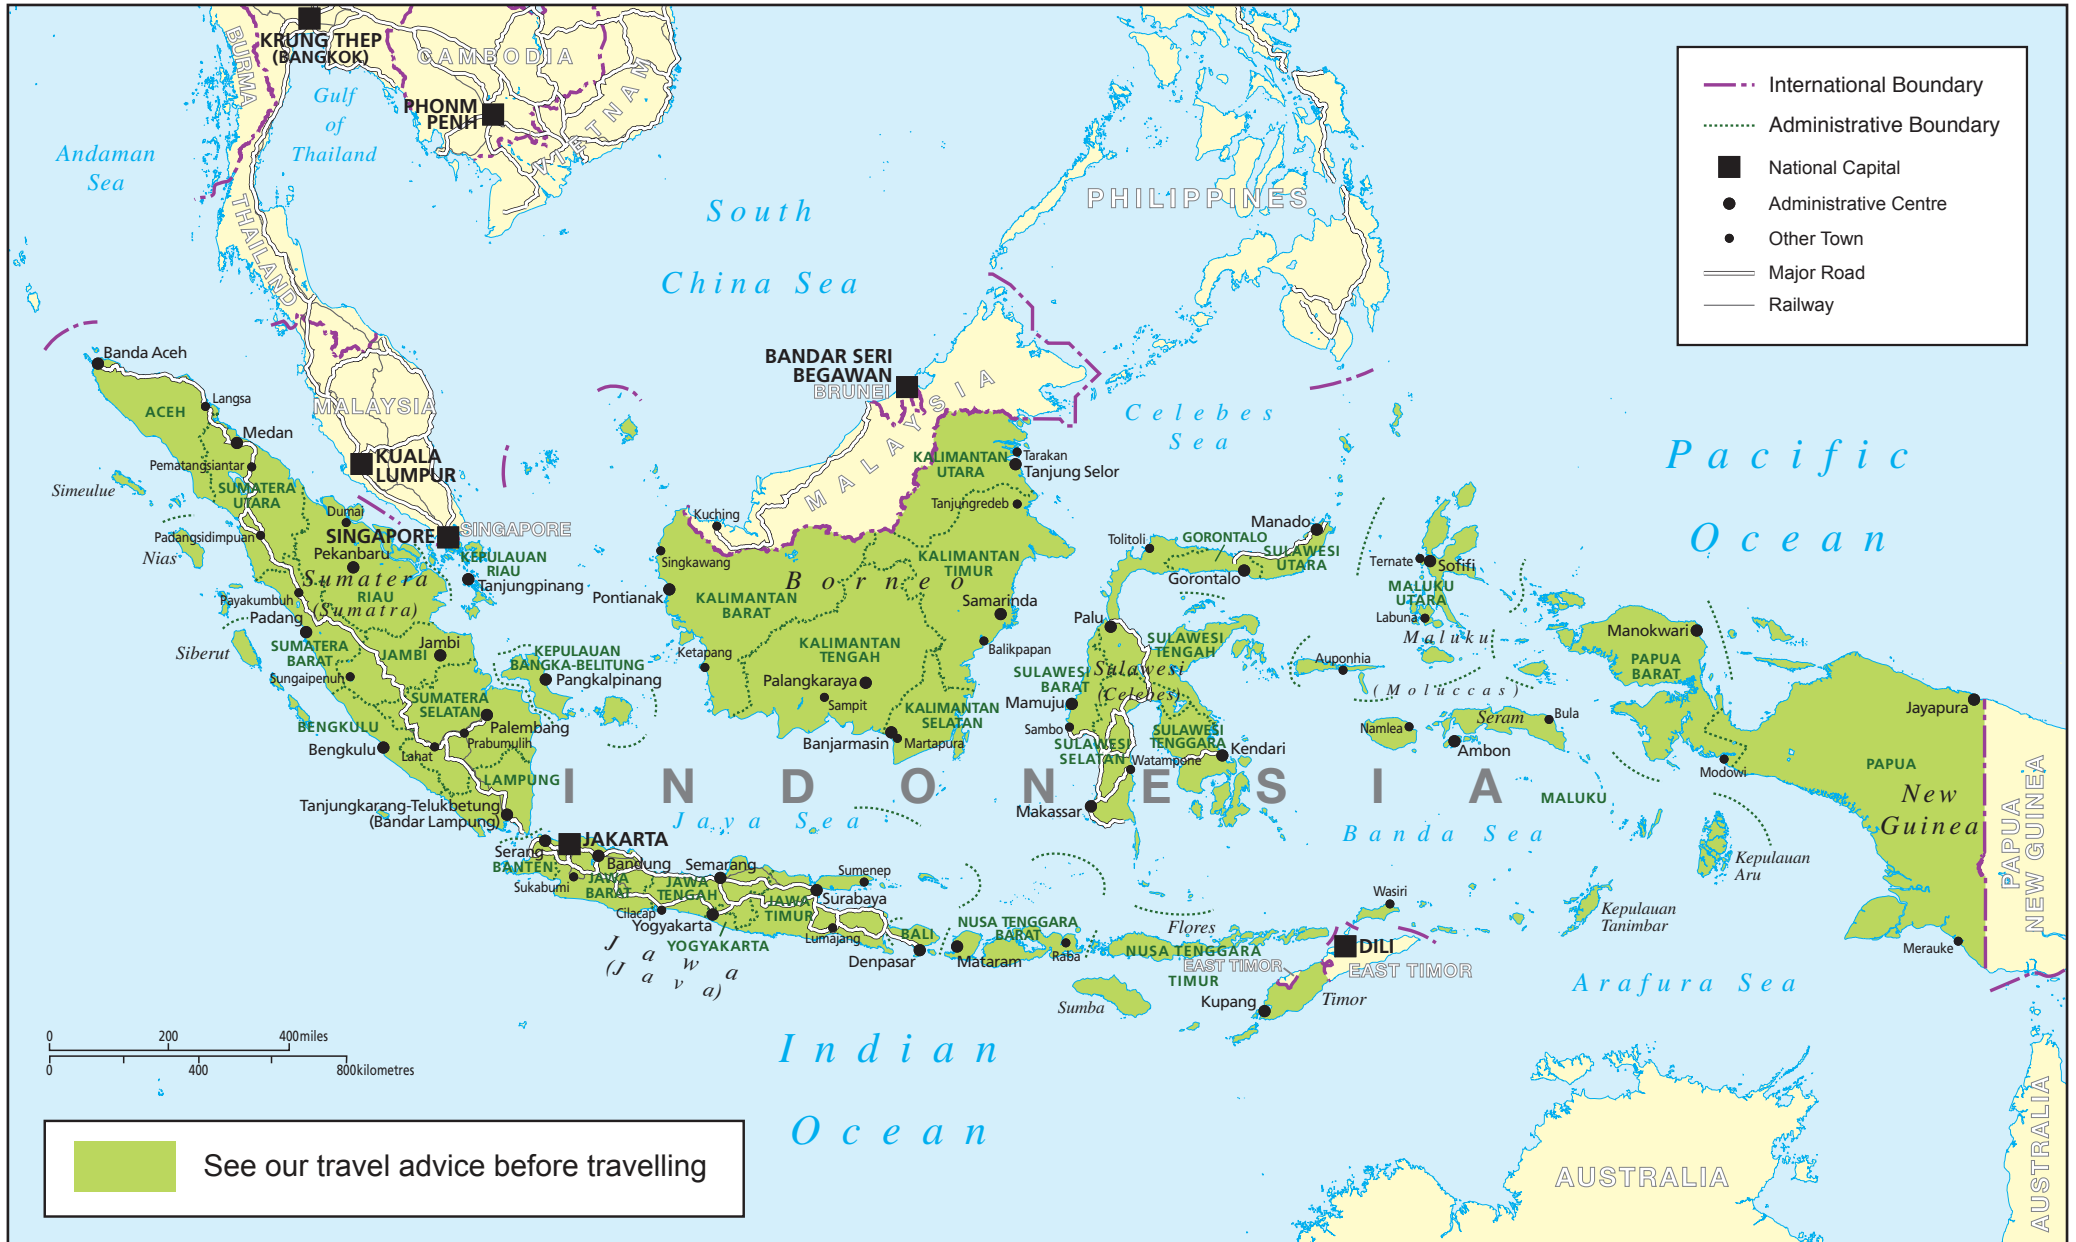 KRUNG THEP
(BANGKOK)
BURMA
CAMBODIA
VIETNAM
PHONM
PENH
Gulf
of
Thailand
Andaman
Sea
THAILAND
South
China Sea
PHILIPPINES
International Boundary
Administrative Boundary
National Capital
Administrative Centre
Other Town
Major Road
Railway
Banda Aceh
ACEH
Langsa
Medan
Pematangsiantar
SUMATERA
UTARA
Simeulue
Padangsidimpuan
Nias
MALAYSIA
KUALA
LUMPUR
Dumai
SINGAPORE
SINGAPORE
Pekanbaru
KEPULAUAN
RIAU
Tanjungpinang
Sumatera
RIAU
(Sumatra)
Payakumbuh
Padang
SUMATERA
BARAT
Siberut
JAMBI
Jambi
Sungaipenuh
KEPULAUAN
BANGKA-BELITUNG
Pangkalpinang
SUMATERA
SELATAN
Palembang
BENGKULU
Bengkulu
Prabumulih
Lahat
LAMPUNG
Tanjungkarang-Telukbetung
(Bandar Lampung)
BANDAR SERI
BEGAWAN
BRUNEI
MALAYSIA
Celebes
Sea
Pacific
Ocean
KALIMANTAN
UTARA
Tarakan
Tanjung Selor
Tanjungredeb
Kuching
Singkawang
Pontianak
KALIMANTAN
BARAT
Borneo
KALIMANTAN
TIMUR
Samarinda
KALIMANTAN
TENGAH
Balikpapan
Ketapang
Palangkaraya
Sampit
KALIMANTAN
SELATAN
Banjarmasin
Martapura
Manado
Tolitoli
GORONTALO
SULAWESI
UTARA
Gorontalo
Palu
SULAWESI
TENGAH
SULAWESI
BARAT
Sulawesi
(Celebes)
Mamuju
Sambo
SULAWESI
SELATAN
SULAWESI
TENGGARA
Kendari
Watampone
Makassar
Ternate
Sofifi
MALUKU
UTARA
Labuna
Maluku
Auponhia
(Moluccas)
Namlea
Seram
Bula
Ambon
Manokwari
PAPUA
BARAT
Jayapura
Modowi
PAPUA
New
Guinea
PAPUA
NEW GUINEA
INDONESIA
MALUKU
Java Sea
Banda Sea
JAKARTA
Serang
BANTEN
Bandung
Sukabumi
JAWA
BARAT
Semarang
JAWA
TENGAH
Cilacap
Yogyakarta
YOGYAKARTA
JAWA
TIMUR
Sumenep
Surabaya
Lumajang
Jawa
(Java)
BALI
Denpasar
NUSA TENGGARA
BARAT
Mataram
Raba
Flores
NUSA TENGGARA
TIMUR
EAST TIMOR
Sumba
Kupang
Timor
Wasiri
DILI
EAST TIMOR
Kepulauan
Aru
Kepulauan
Tanimbar
Merauke
Arafura Sea
Indian
Ocean
AUSTRALIA
AUSTRALIA
0 200 400miles
0 400 800kilometres
See our travel advice before travelling